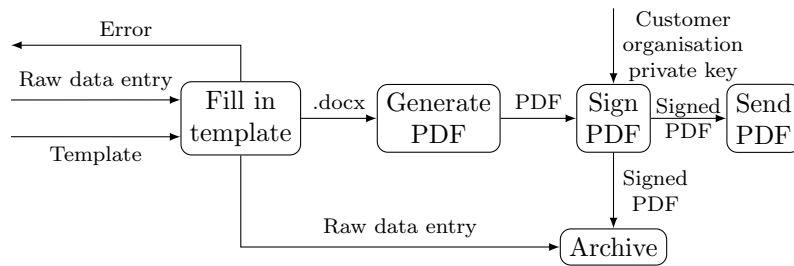 Error
Customer
organisation
private key
Raw data entry
Template
Fill in
template
.docx
Generate
PDF
PDF
Sign
PDF
Signed
PDF
Send
PDF
Signed
PDF
Raw data entry
Archive